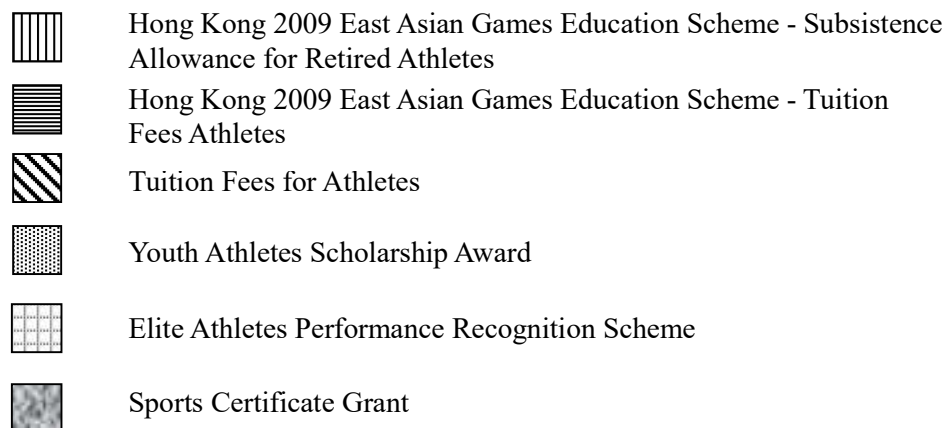 Hong Kong 2009 East Asian Games Education Scheme - Subsistence
Allowance for Retired Athletes
Hong Kong 2009 East Asian Games Education Scheme - Tuition
Fees Athletes
Tuition Fees for Athletes
Youth Athletes Scholarship Award
Elite Athletes Performance Recognition Scheme
Sports Certificate Grant